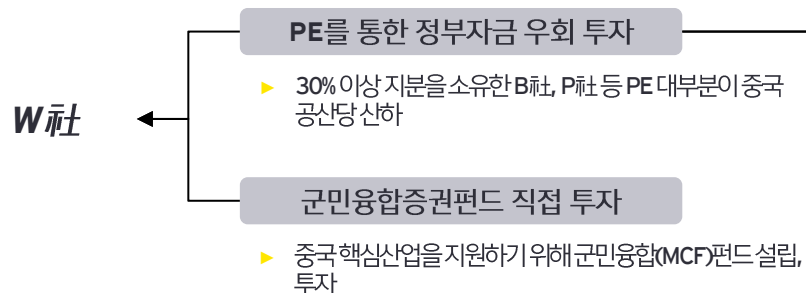 PE를 통한 정부자금 우회 투자
► 30% 이상 지분을 소유한 B社, P社 등 PE 대부분이 중국
공산당 산하
W社
군민융합증권펀드 직접 투자
► 중국 핵심산업을 지원하기 위해 군민융합(MCF)펀드 설립,
투자